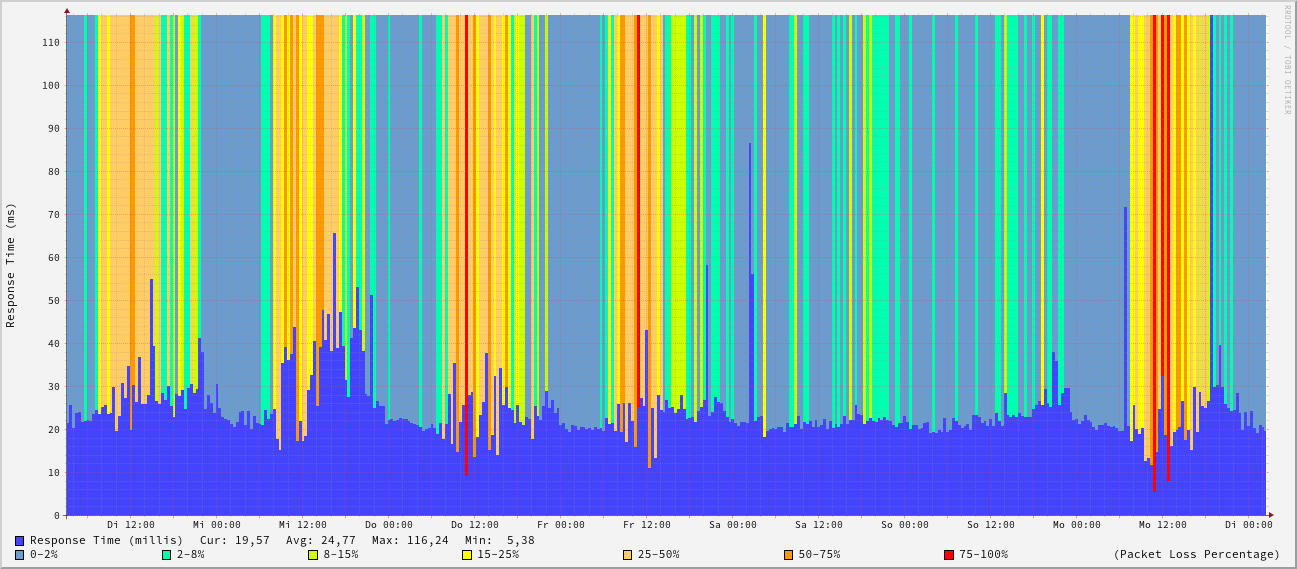 RRDTOOL / TOBI OETIKER
Response Time (ms)
110
100
90
80
70
60
50
40
30
20
10
0
Di 12:00 Mi 00:00 Mi 12:00 Do 00:00 Do 12:00 Fr 00:00 Fr 12:00 Sa 00:00 Sa 12:00 So 00:00 So 12:00 Mo 00:00 Mo 12:00 Di 00:00
Response Time (millis) Cur: 19,57 Avg: 24,77 Max: 116,24 Min: 5,38
0-2% 2-8% 8-15% 15-25% 25-50% 50-75% 75-100% (Packet Loss Percentage)